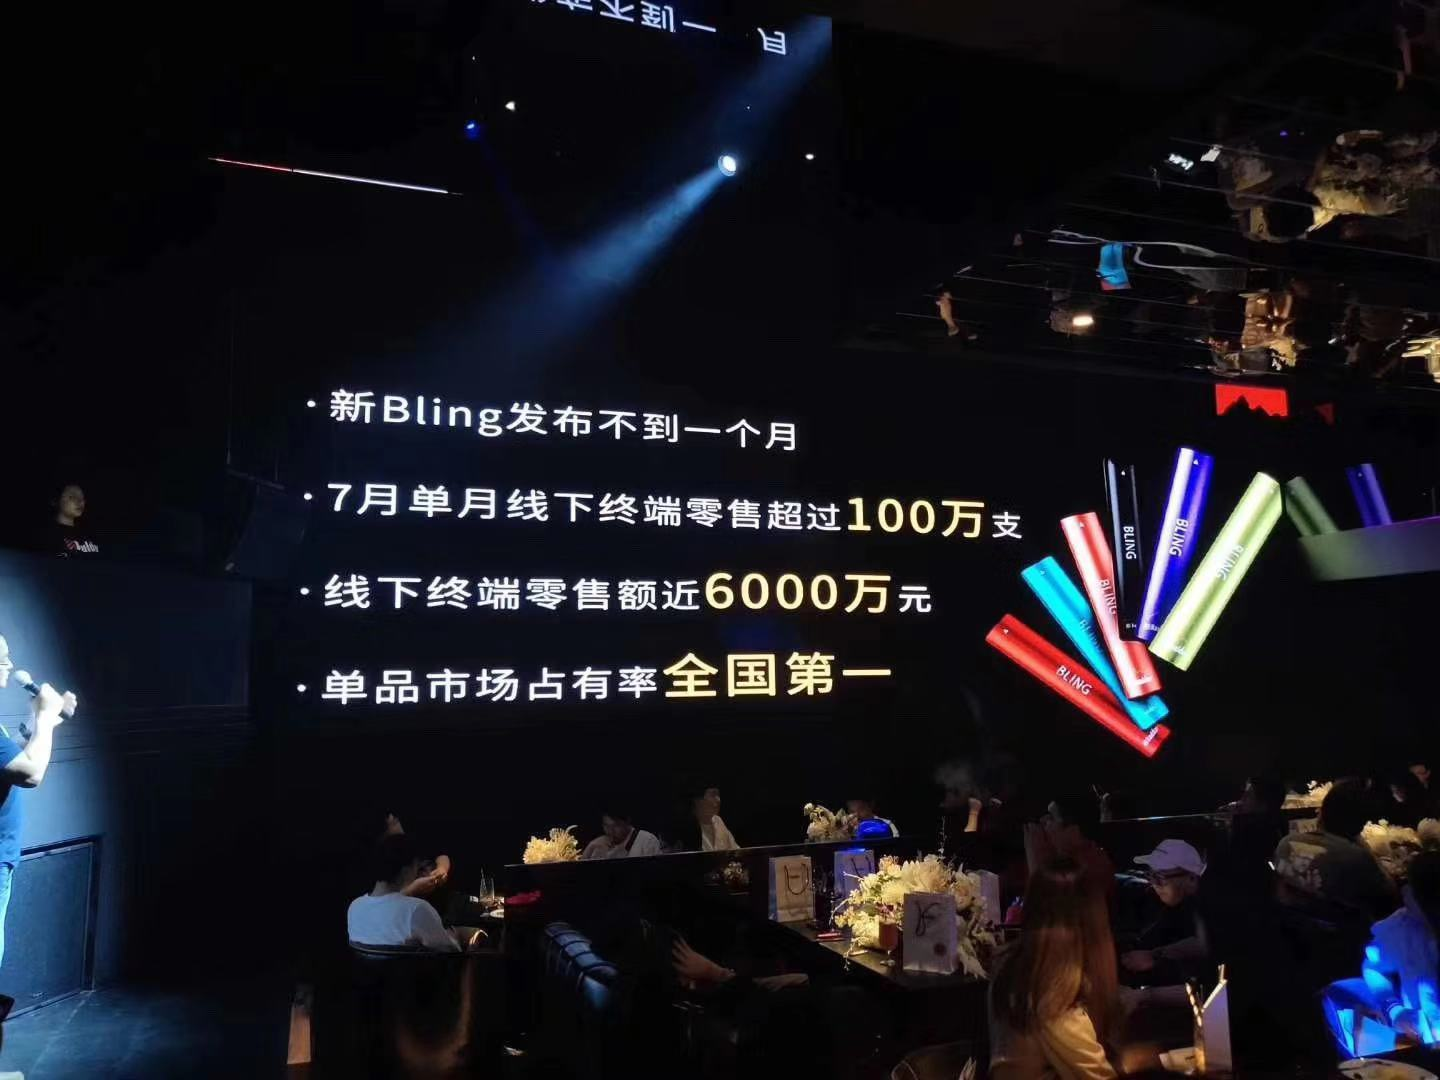 · 新Bling发布不到一个月
· 7月单月线下终端零售超过100万支
· 线下终端零售额近6000万元
· 单品市场占有率全国第一
BLING
BLING
BLING
BLING
BLING
BLING